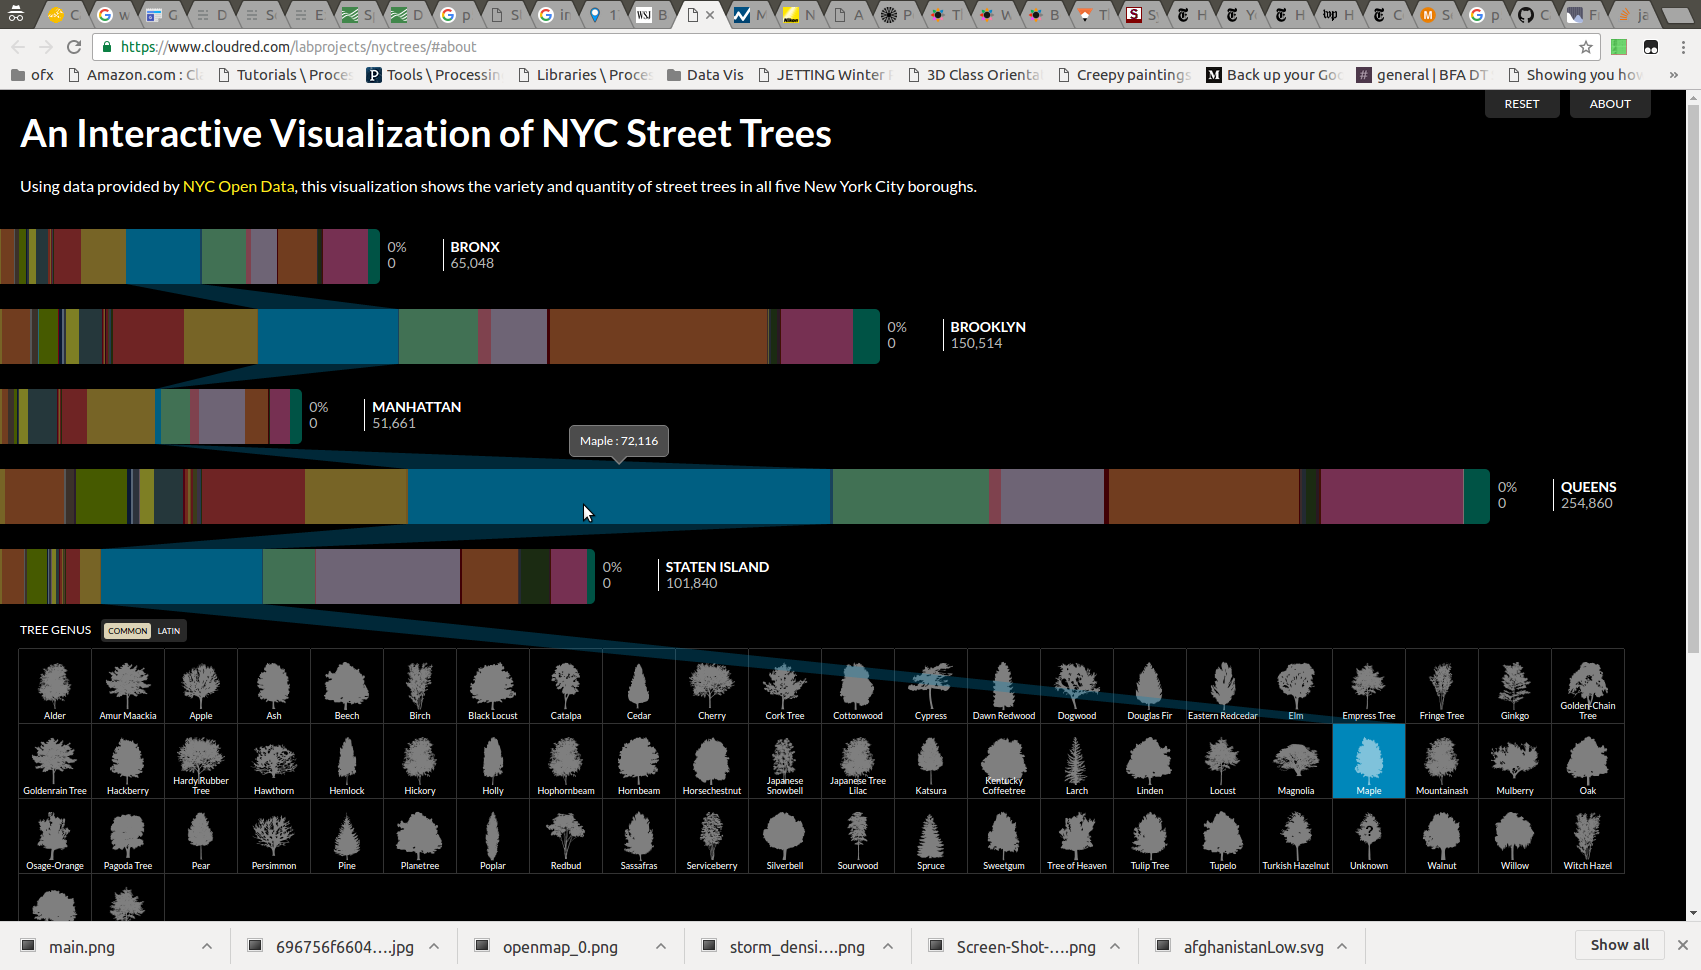 https://www.cloudred.com/labprojects/nyctrees/#about
ofx
Amazon.com : Cl
Tutorials \ Proces
Tools \ Processin
Libraries \ Proces
Data Vis
JETTING Winter
3D Class Orienta
Creepy paintings
Back up your Goo
general | BFA DT
Showing you how
»
RESET
ABOUT
An Interactive Visualization of NYC Street Trees
Using data provided by NYC Open Data, this visualization shows the variety and quantity of street trees in all five New York City boroughs.
0%
0
BRONX
65,048
0%
0
BROOKLYN
150,514
0%
0
MANHATTAN
51,661
Maple : 72,116
0%
0
QUEENS
254,860
0%
0
STATEN ISLAND
101,840
TREE GENUS COMMON LATIN
Alder
Amur Maackia
Apple
Ash
Beech
Birch
Black Locust
Catalpa
Cedar
Cherry
Cork Tree
Cottonwood
Cypress
Dawn Redwood
Dogwood
Douglas Fir
Eastern Redcedar
Elm
Empress Tree
Fringe Tree
Ginkgo
Golden-Chain
Tree
Goldenrain Tree
Hackberry
Hardy Rubber
Tree
Hawthorn
Hemlock
Hickory
Holly
Hophornbeam
Hornbeam
Horsechestnut
Japanese
Snowbell
Japanese Tree
Lilac
Katsura
Kentucky
Coffeetree
Larch
Linden
Locust
Magnolia
Maple
Mountainash
Mulberry
Oak
Osage-Orange
Pagoda Tree
Pear
Persimmon
Pine
Planetree
Poplar
Redbud
Sassafras
Serviceberry
Silverbell
Sourwood
Spruce
Sweetgum
Tree of Heaven
Tulip Tree
Tupelo
Turkish Hazelnut
?
Unknown
Walnut
Willow
Witch Hazel
main.png
696756f6604....jpg
openmap_0.png
storm_densi....png
Screen-Shot-....png
afghanistanLow.svg
Show all